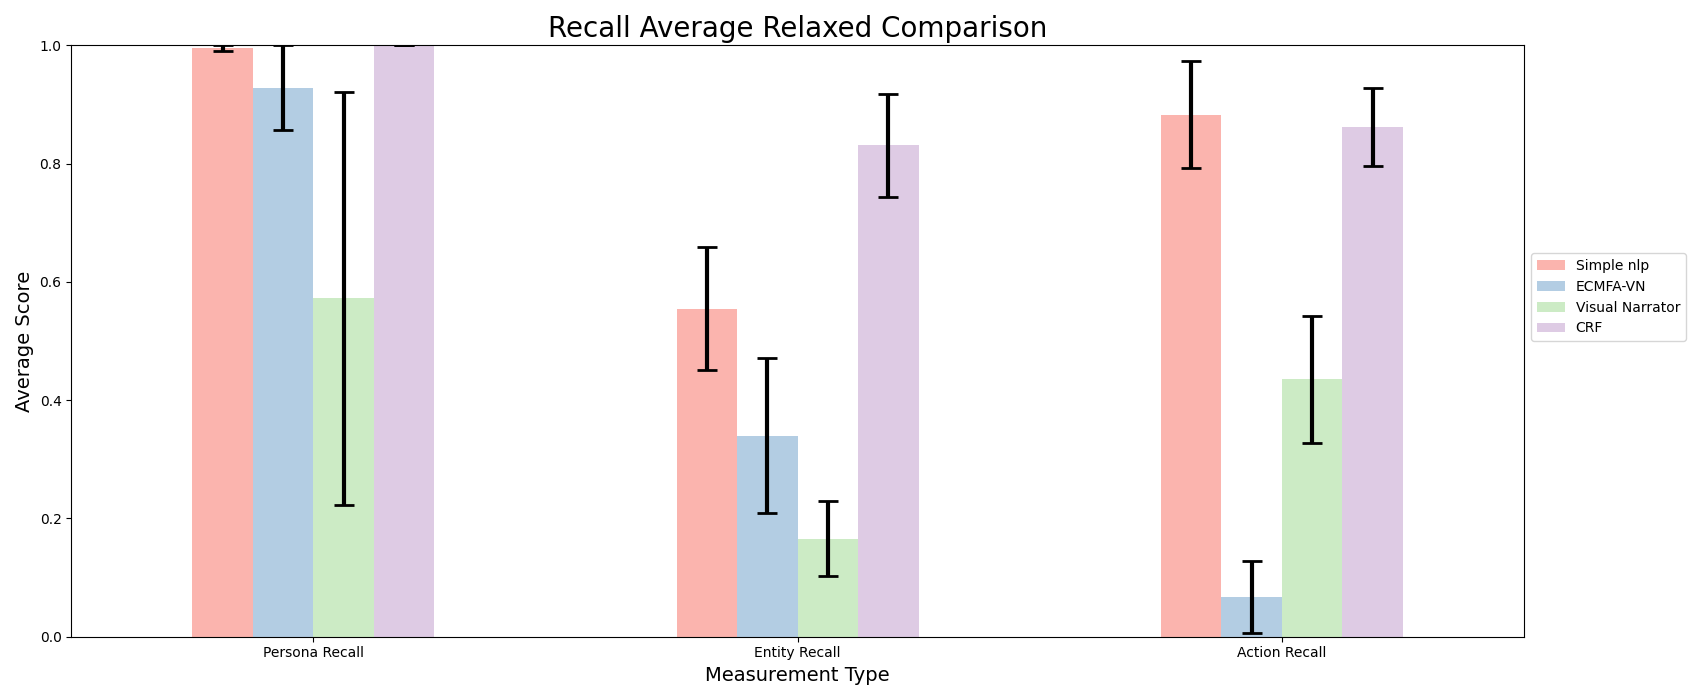 Recall Average Relaxed Comparison
1.0
0.8
0.6
0.4
0.2
0.0
Average Score
Persona Recall
Entity Recall
Action Recall
Measurement Type
Simple nlp
ECMFA-VN
Visual Narrator
CRF